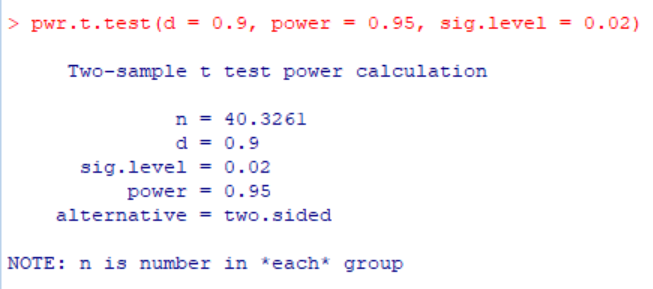 > pwr.t.test(d = 0.9, power = 0.95, sig.level = 0.02)
Two-sample t test power calculation
n = 40.3261
d = 0.9
sig.level = 0.02
power = 0.95
alternative = two.sided
NOTE: n is number in *each* group